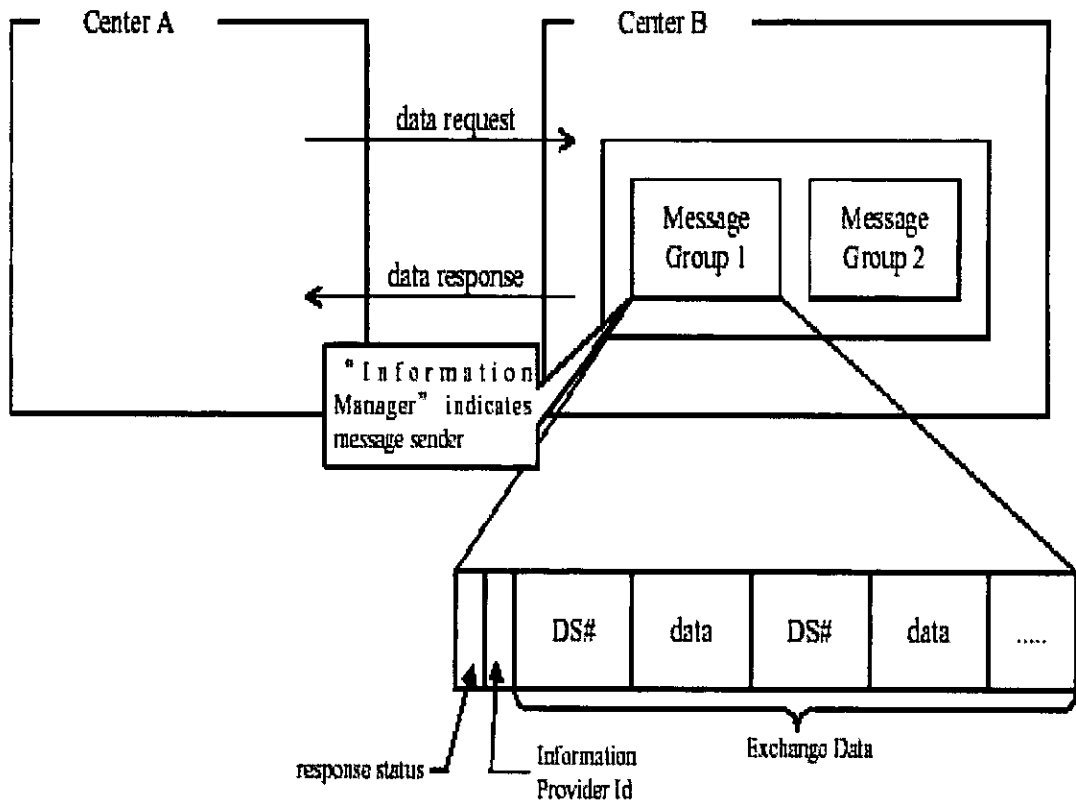 Center A
Center B
data request
Message
Group 1
Message
Group 2
data response
"Information
Manager" indicates
message sender
DS#
data
DS#
data
.....
Exchango Data
response status
Information
Provider Id